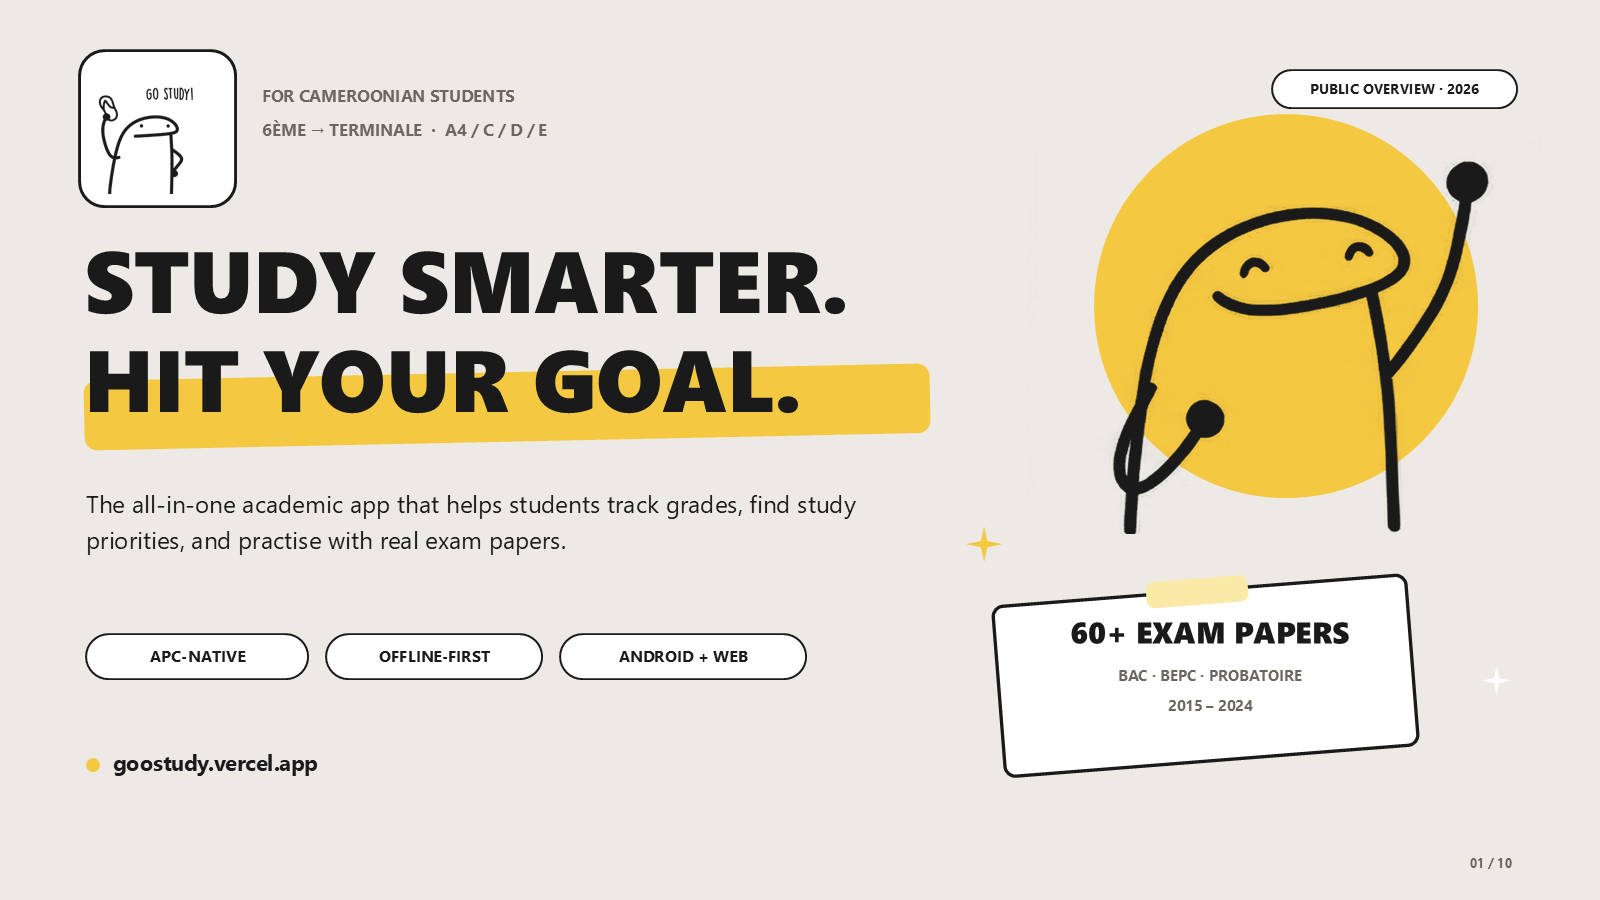 GO STUDY!
FOR CAMEROONIAN STUDENTS
6ÈME → TERMINALE · A4 / C / D / E
PUBLIC OVERVIEW · 2026
STUDY SMARTER.
HIT YOUR GOAL.
The all-in-one academic app that helps students track grades, find study
priorities, and practise with real exam papers.
APC-NATIVE
OFFLINE-FIRST
ANDROID + WEB
goostudy.vercel.app
60+ EXAM PAPERS
BAC · BEPC · PROBATOIRE
2015 – 2024
01 / 10